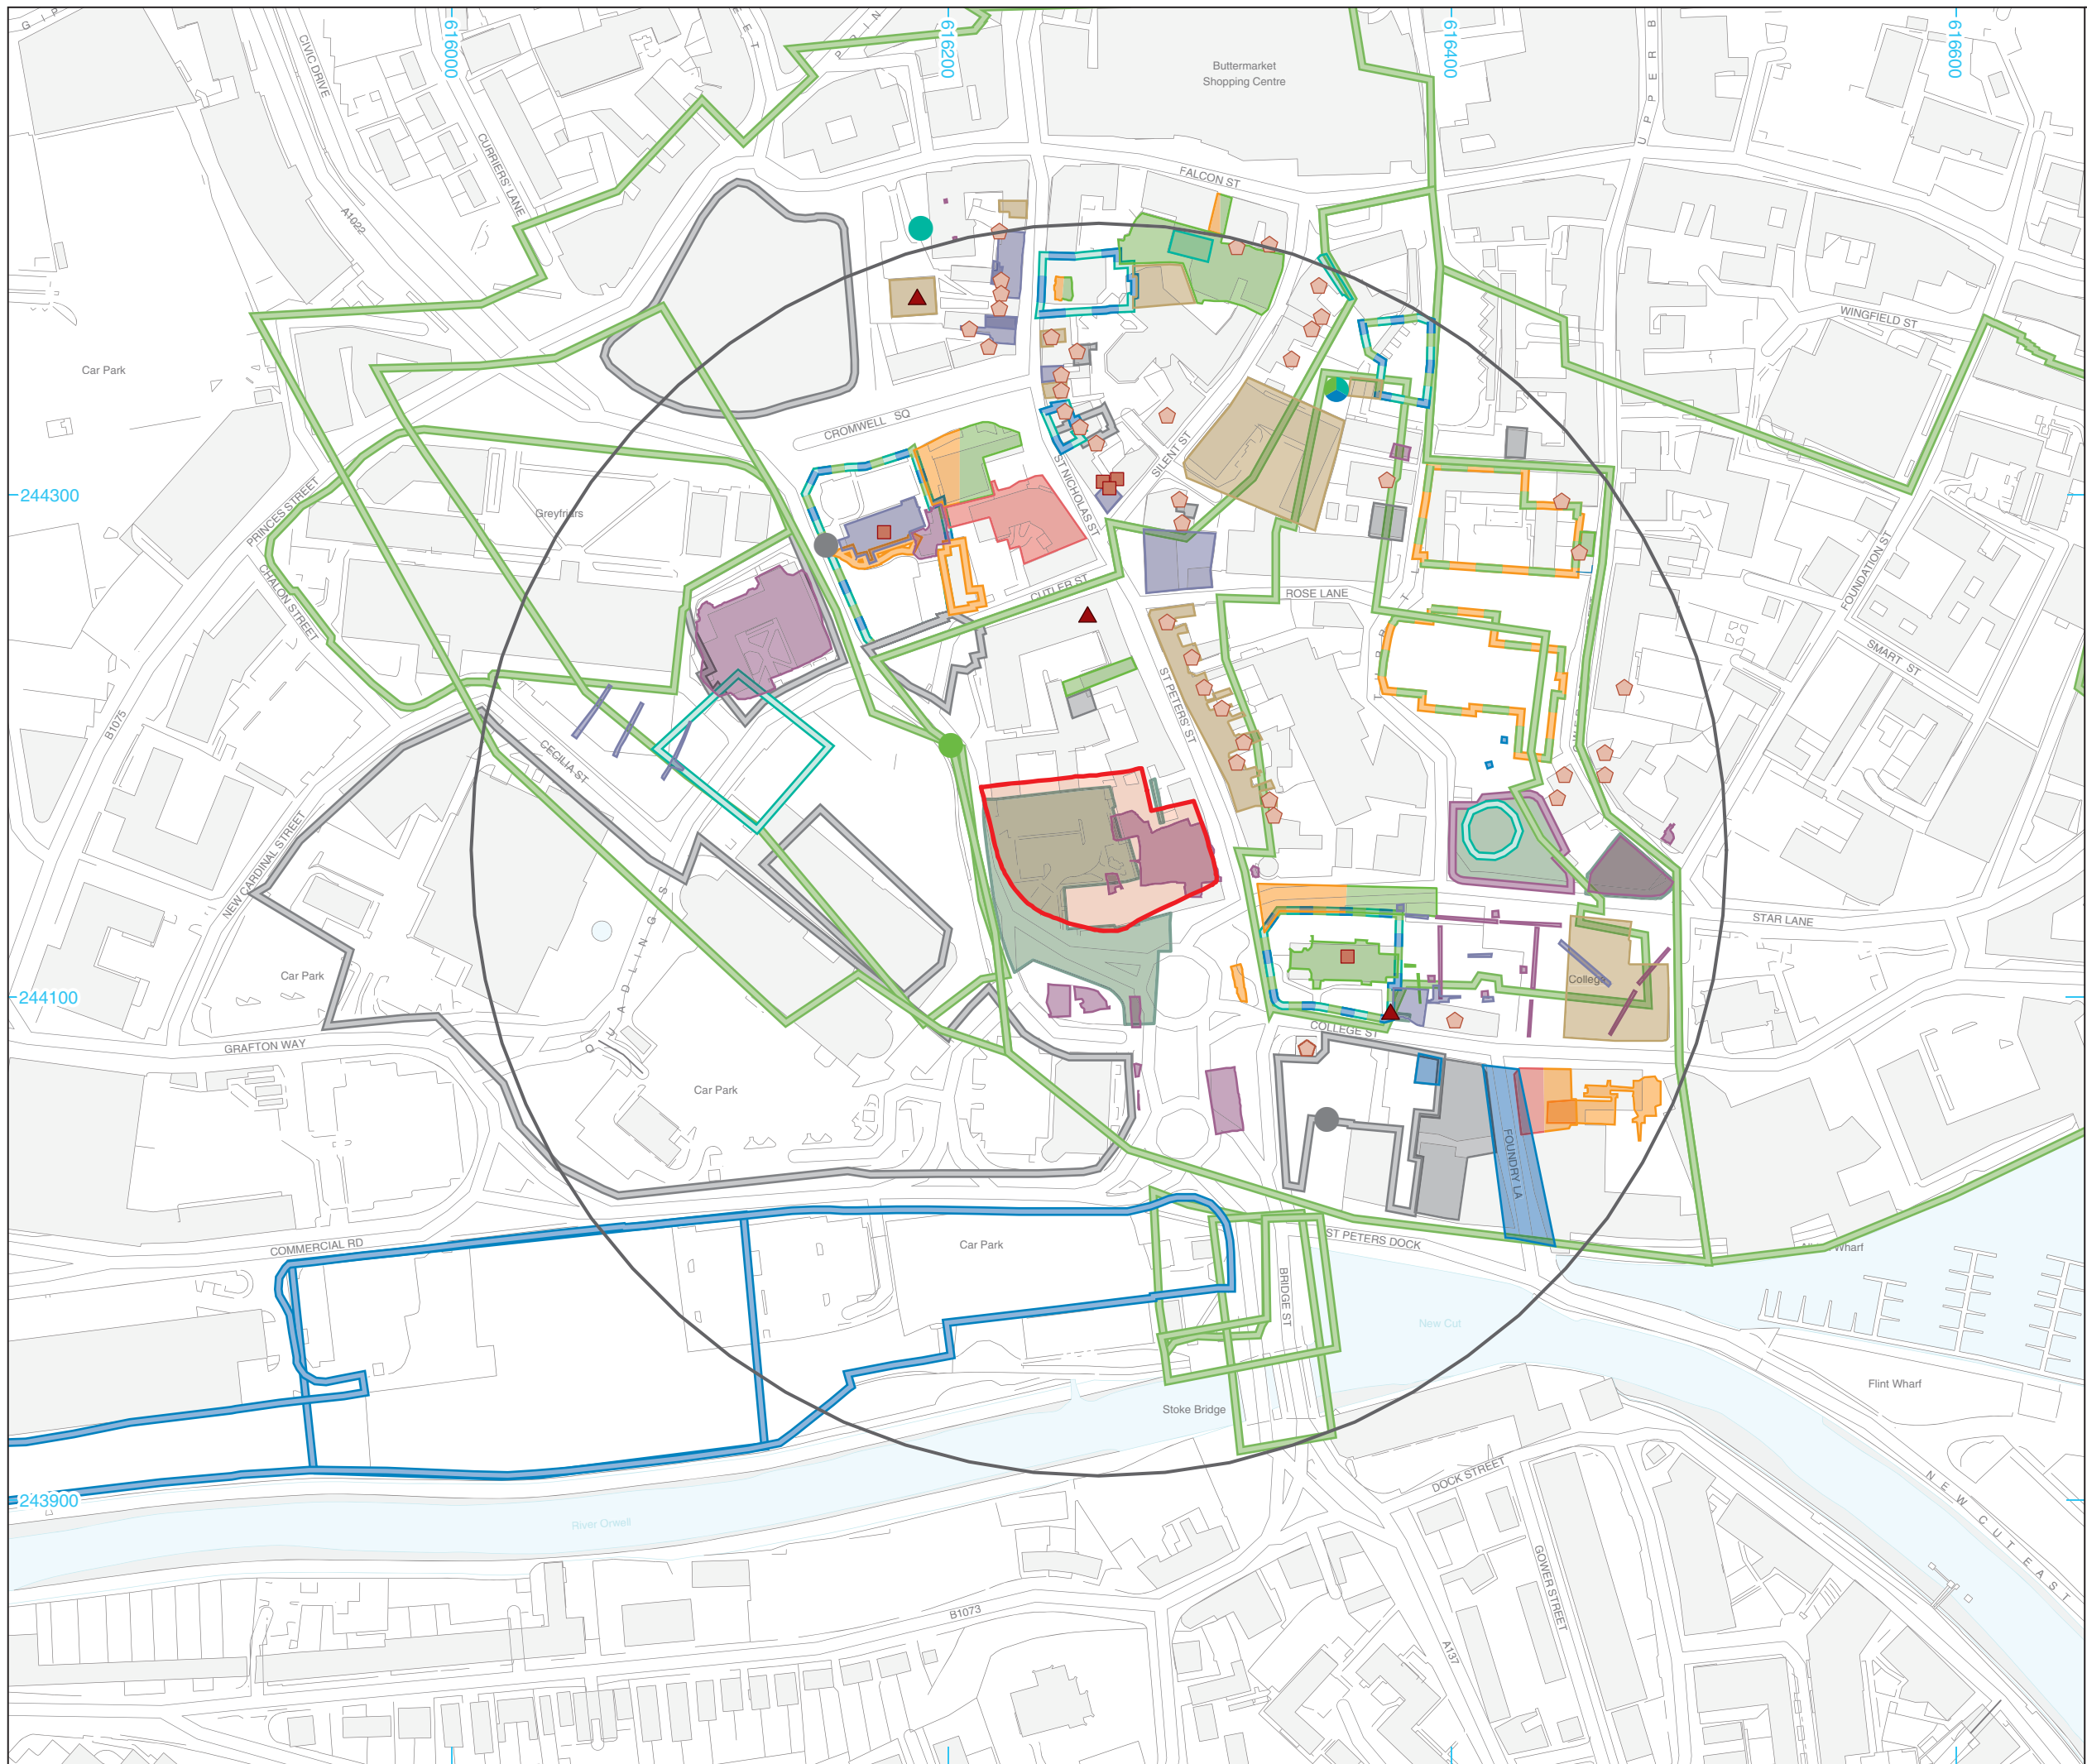 616000
616200
616400
616600
CIVIC DRIVE
CURRIERS' LANE
A1022
Buttermarket
Shopping Centre
FALCON ST
WINGFIELD ST
Car Park
CROMWELL SQ
SILENT ST
ST NICHOLAS ST
244300
Greyfriars
PRINCES STREET
CHALON STREET
CUTLER ST
ROSE LANE
FOUNDATION ST
SMART ST
B1075
CECILIA ST
ST PETERS' ST
NEW CARDINAL STREET
STAR LANE
Car Park
QUADLING S
College
244100
COLLEGE ST
GRAFTON WAY
Car Park
FOUNDRY LA
COMMERCIAL RD
Car Park
ST PETERS DOCK
BRIDGE ST
New Cut
Flint Wharf
Stoke Bridge
DOCK STREET
NEW CUT EAST
243900
River Orwell
GOWER STREET
B1073
A137